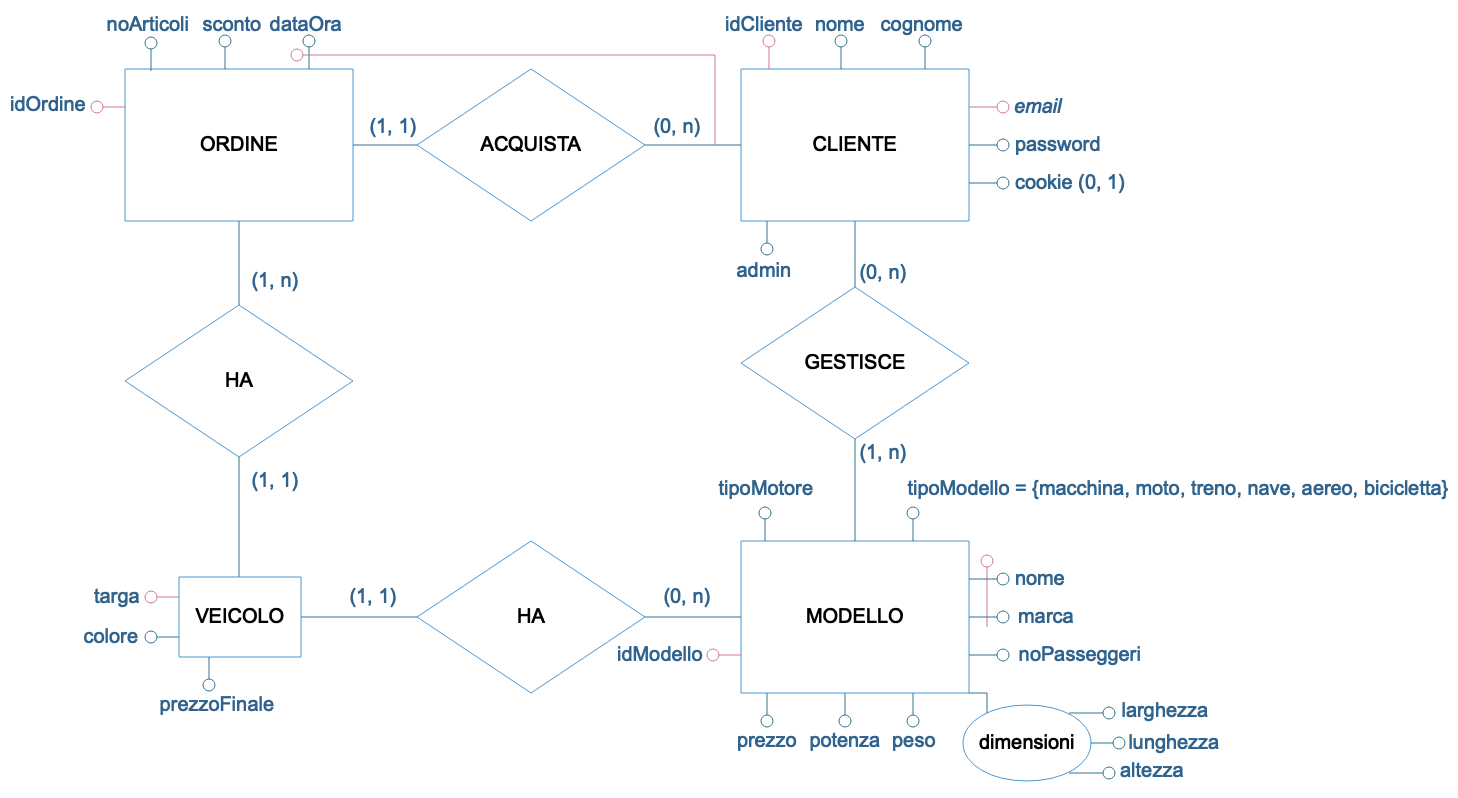 noArticoli sconto dataOra
idCliente nome cognome
idOrdine
email
(1, 1)
(0, n)
ORDINE
ACQUISTA
CLIENTE
password
cookie (0, 1)
admin
(1, n)
(0, n)
HA
GESTISCE
(1, 1)
(1, n)
tipoMotore
tipoModello = {macchina, moto, treno, nave, aereo, bicicletta}
targa
VEICOLO
colore
prezzoFinale
(1, 1)
HA
(0, n)
MODELLO
nome
marca
noPasseggeri
idModello
prezzo potenza peso
dimensioni
larghezza
lunghezza
altezza